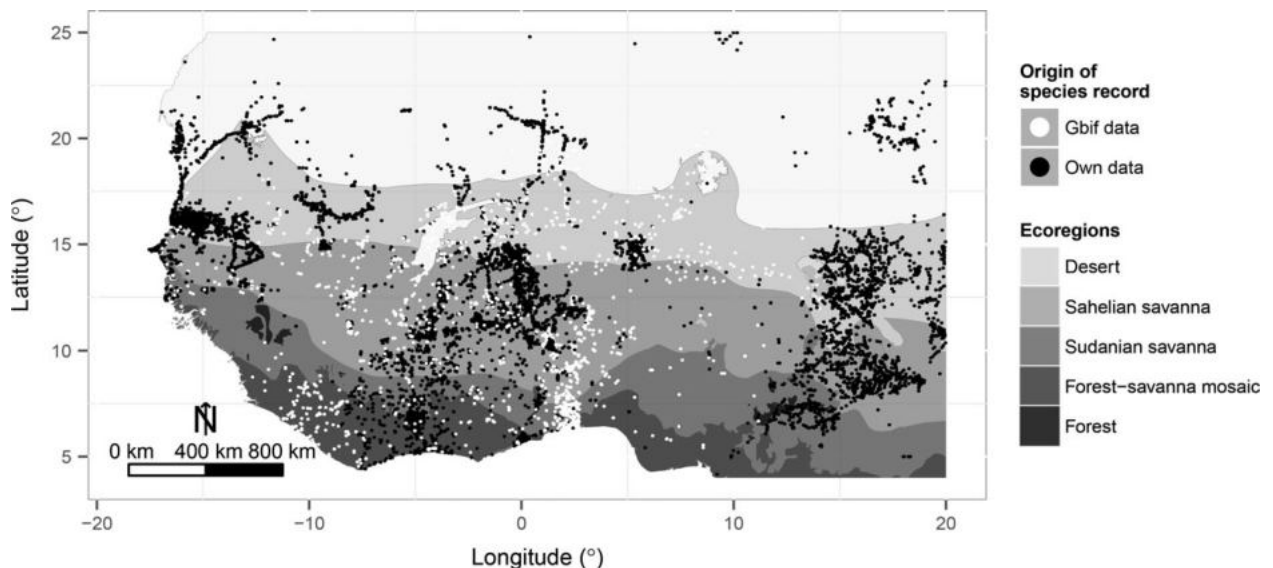 25
20
15
10
5
Latitude (°)
N
0 km 400 km 800 km
−20 −10 0 10 20
Longitude (°)
Origin of
species record
Gbif data
Own data
Ecoregions
Desert
Sahelian savanna
Sudanian savanna
Forest−savanna mosaic
Forest